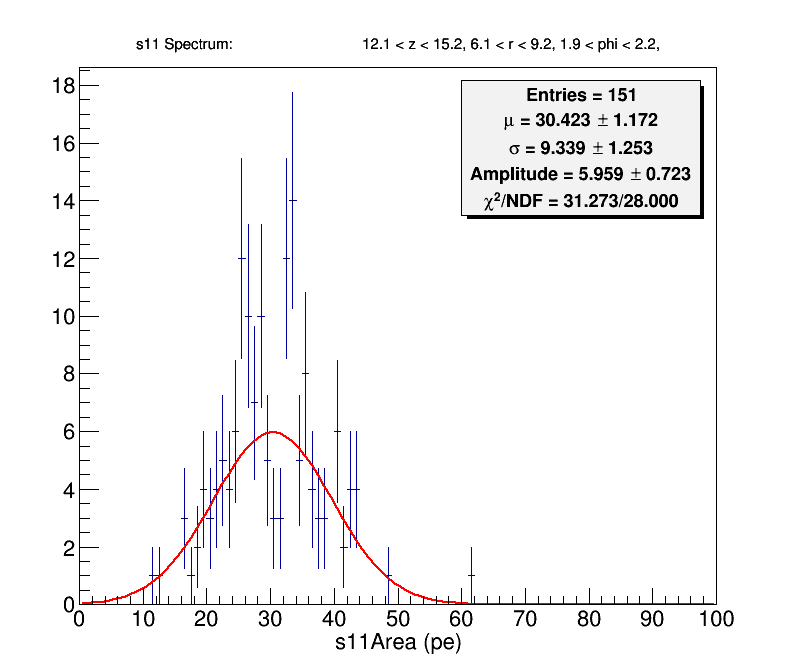 s11 Spectrum: 12.1 < z < 15.2, 6.1 < r < 9.2, 1.9 < phi < 2.2,
Entries = 151
μ = 30.423 ± 1.172
σ = 9.339 ± 1.253
Amplitude = 5.959 ± 0.723
χ²/NDF = 31.273/28.000
18
16
14
12
10
8
6
4
2
0
0 10 20 30 40 50 60 70 80 90 100
s11Area (pe)